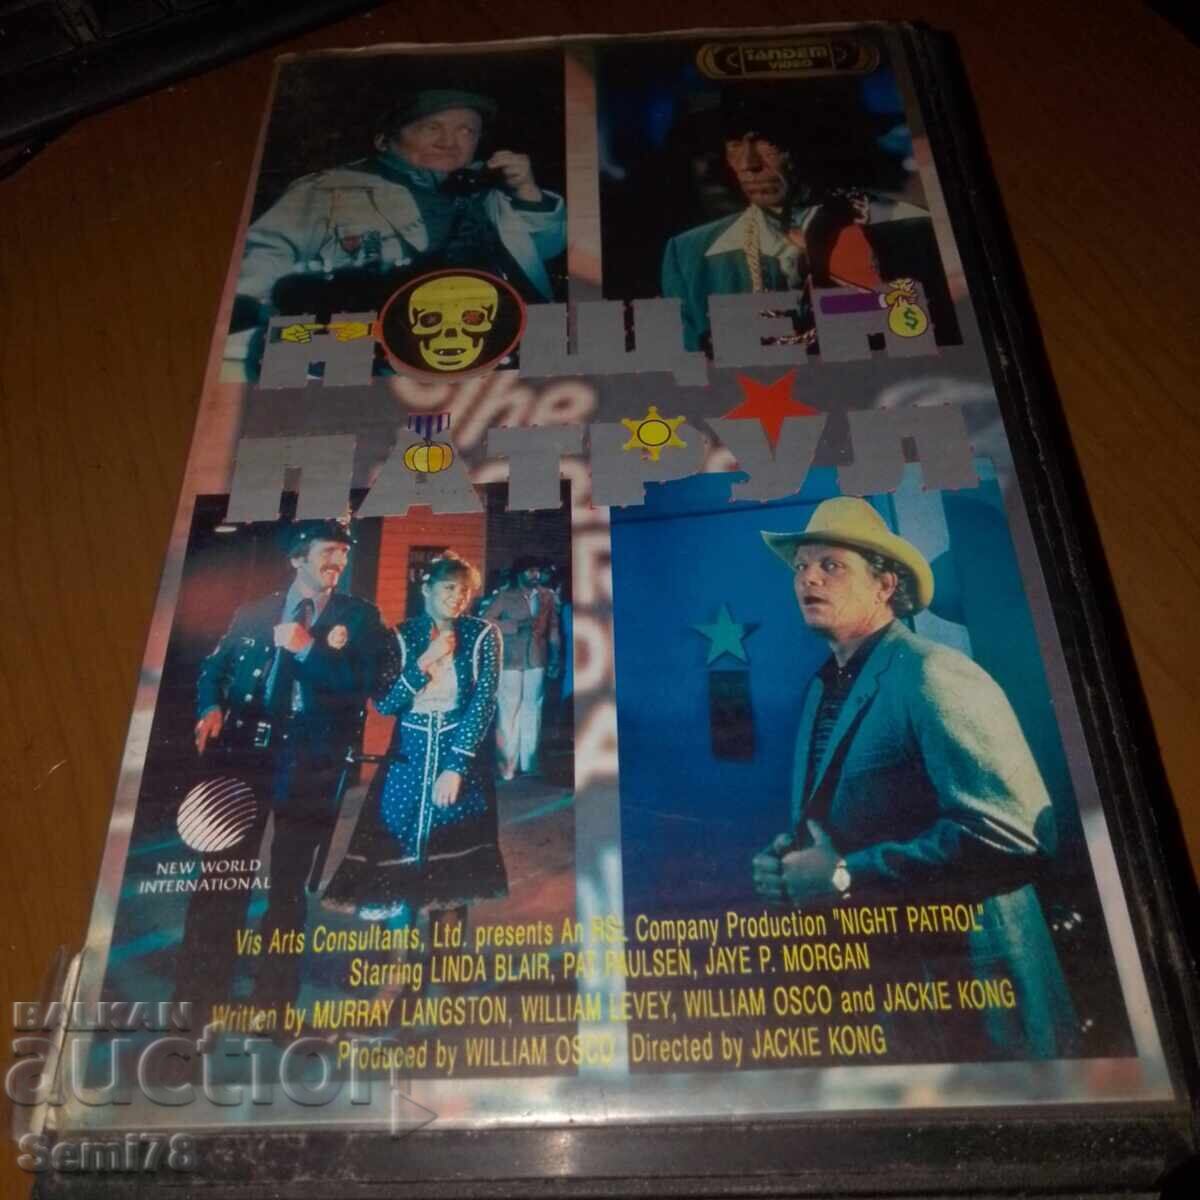 TANDEM
VIDEO
НОЩЕН
ПАТРУЛ
The
NEW WORLD
INTERNATIONAL
Vis Arts Consultants, Ltd. presents An RSL Company Production "NIGHT PATROL"
Starring LINDA BLAIR, PAT PAULSEN, JAYE P. MORGAN
Written by MURRAY LANGSTON, WILLIAM LEVEY, WILLIAM OSCO and JACKIE KONG
Produced by WILLIAM OSCO Directed by JACKIE KONG
BALKAN
auction
Semi78